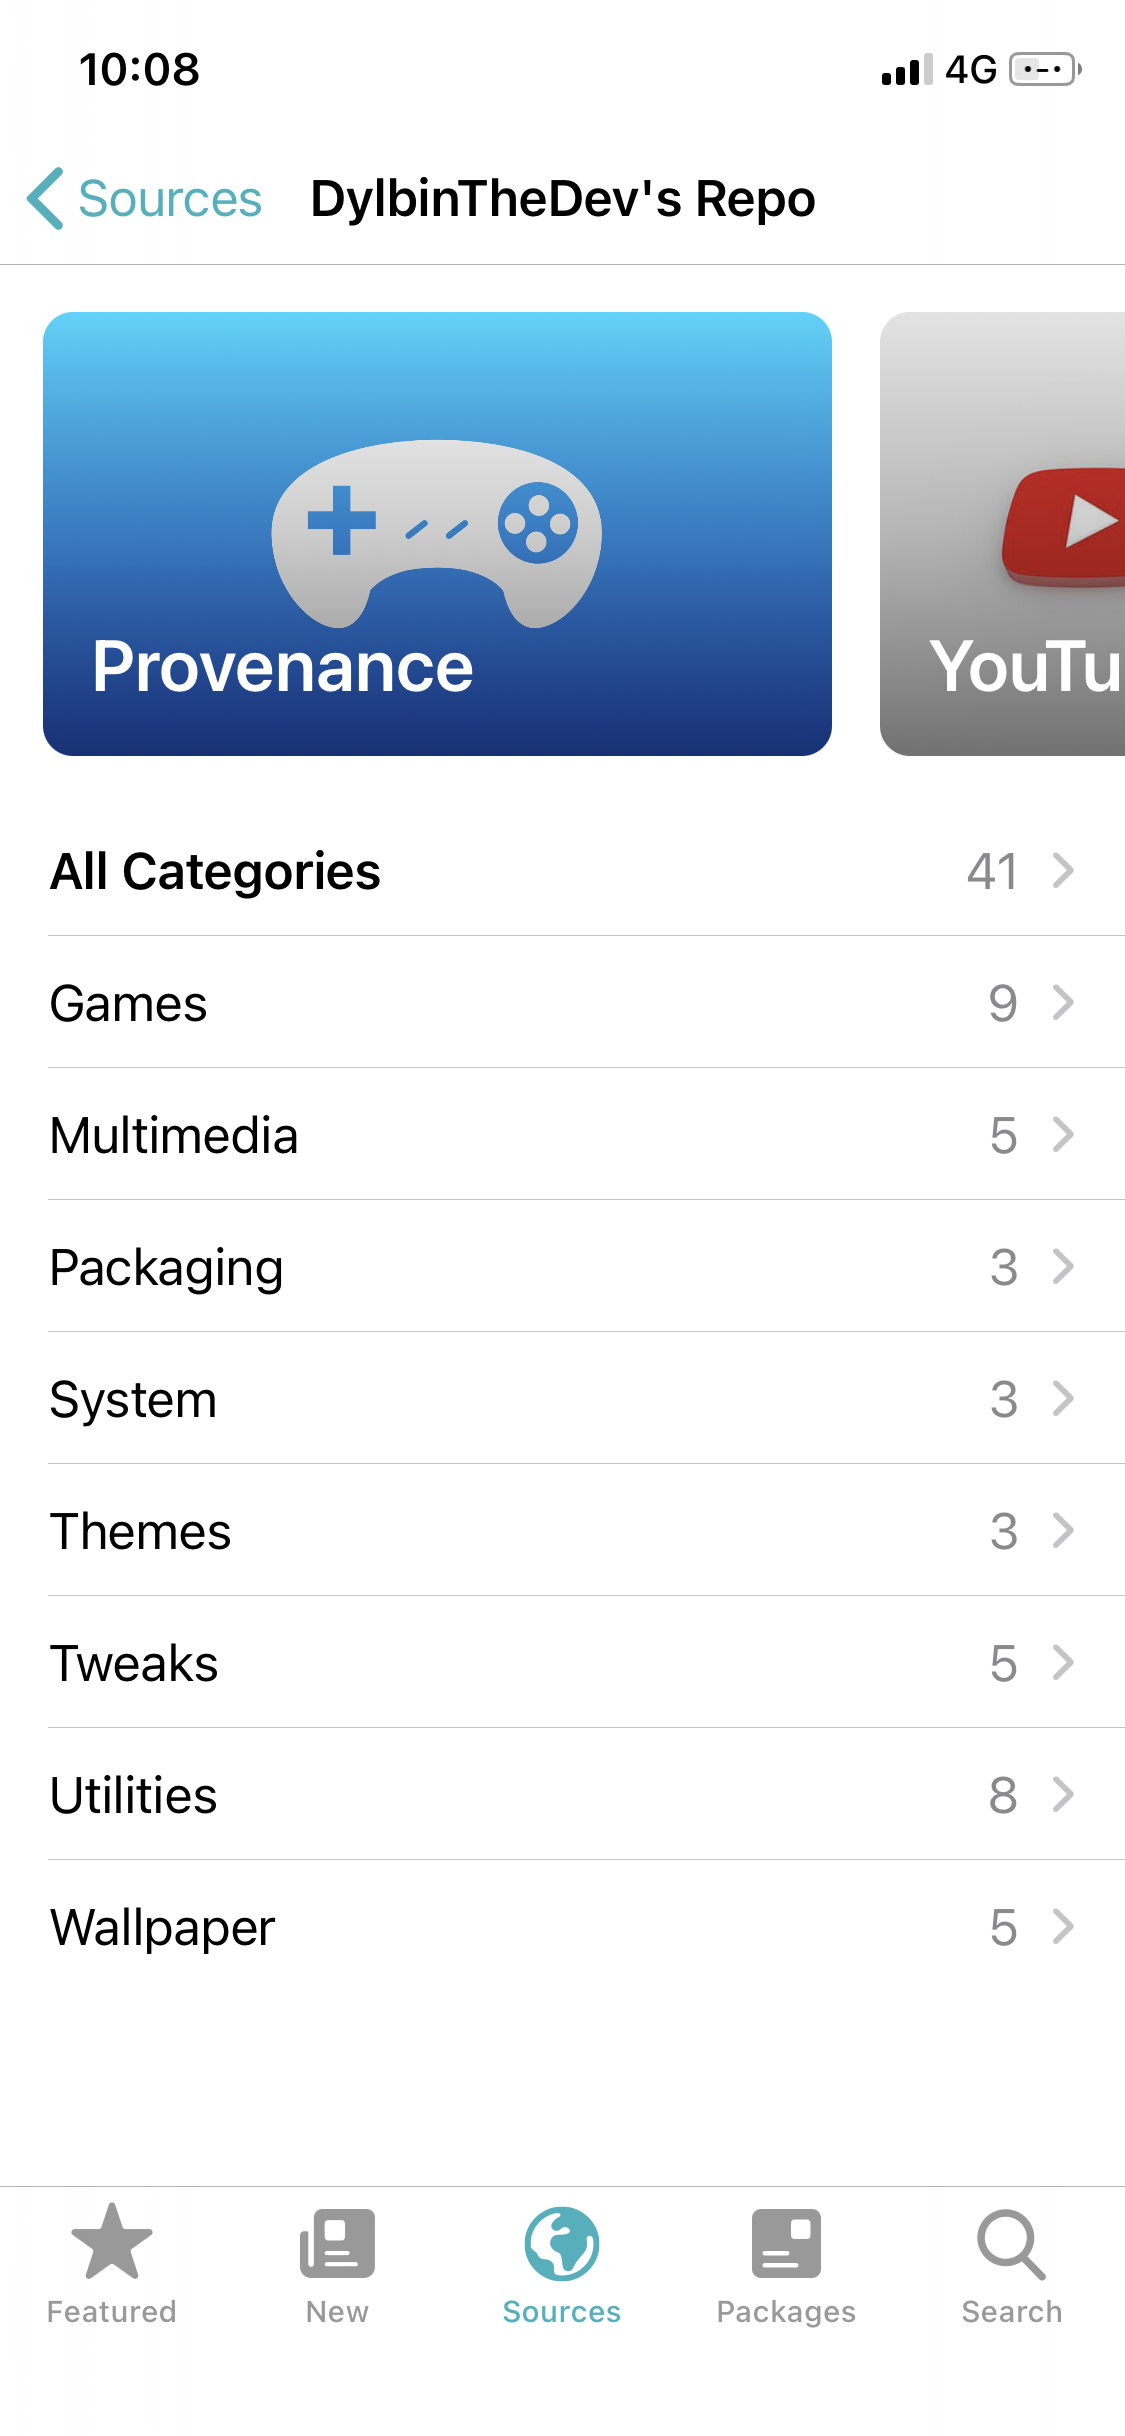 10:08 4G
Sources DylbinTheDev's Repo
Provenance YouTu
All Categories 41
Games 9
Multimedia 5
Packaging 3
System 3
Themes 3
Tweaks 5
Utilities 8
Wallpaper 5
Featured New Sources Packages Search